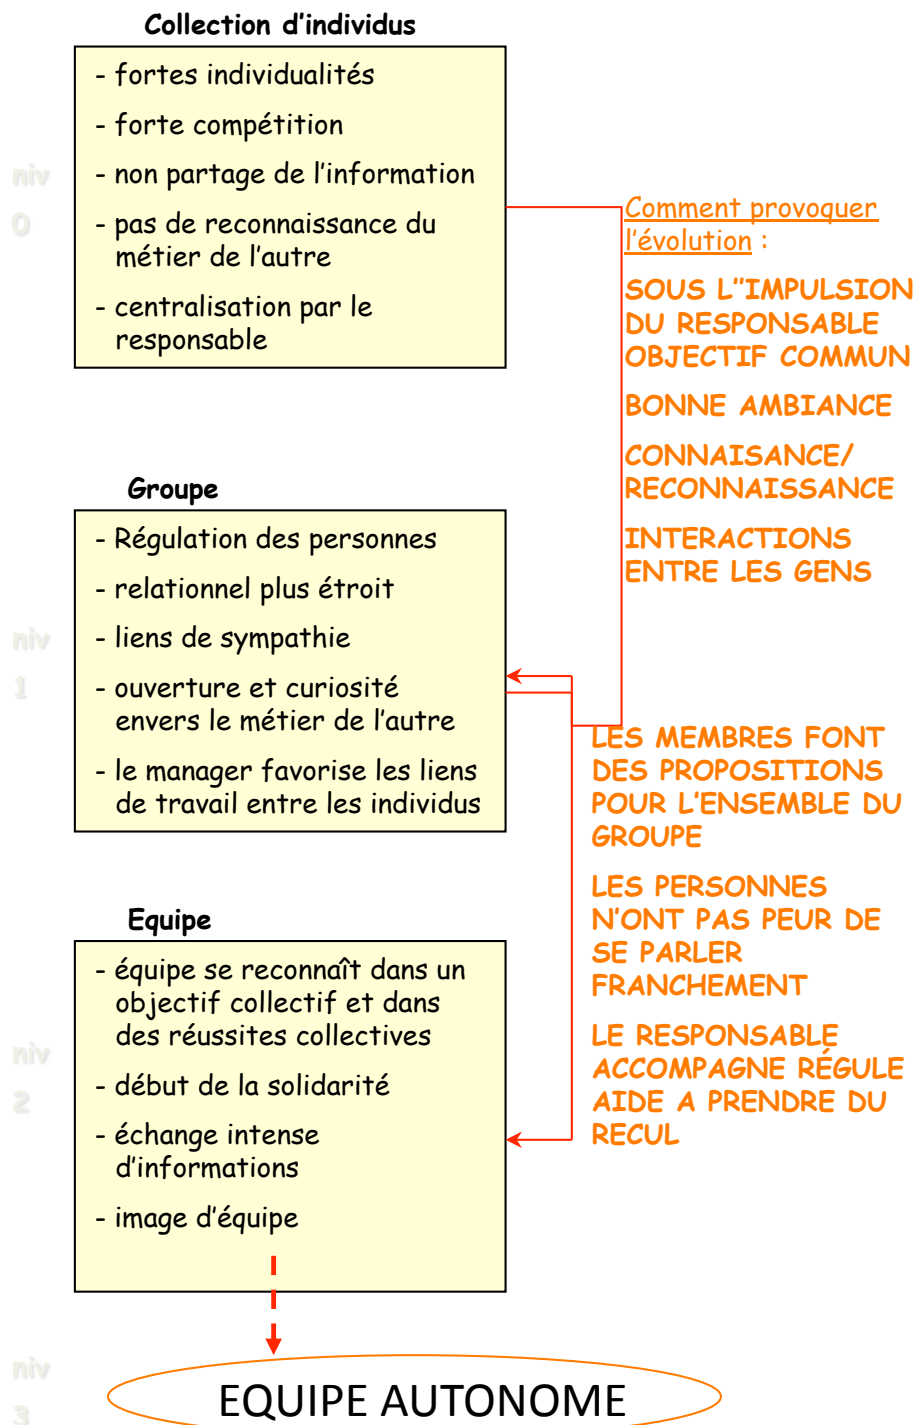 Collection d'individus
- fortes individualités
- forte compétition
- non partage de l'information
- pas de reconnaissance du
métier de l'autre
- centralisation par le
responsable
niv
0
Comment provoquer
l'évolution :
SOUS L''IMPULSION
DU RESPONSABLE
OBJECTIF COMMUN
BONNE AMBIANCE
CONNAISANCE/
RECONNAISSANCE
INTERACTIONS
ENTRE LES GENS
Groupe
- Régulation des personnes
- relationnel plus étroit
- liens de sympathie
- ouverture et curiosité
envers le métier de l'autre
- le manager favorise les liens
de travail entre les individus
niv
1
LES MEMBRES FONT
DES PROPOSITIONS
POUR L'ENSEMBLE DU
GROUPE
LES PERSONNES
N'ONT PAS PEUR DE
SE PARLER
FRANCHEMENT
LE RESPONSABLE
ACCOMPAGNE RÉGULE
AIDE A PRENDRE DU
RECUL
Equipe
- équipe se reconnaît dans un
objectif collectif et dans
des réussites collectives
- début de la solidarité
- échange intense
d'informations
- image d'équipe
niv
2
niv
3
EQUIPE AUTONOME